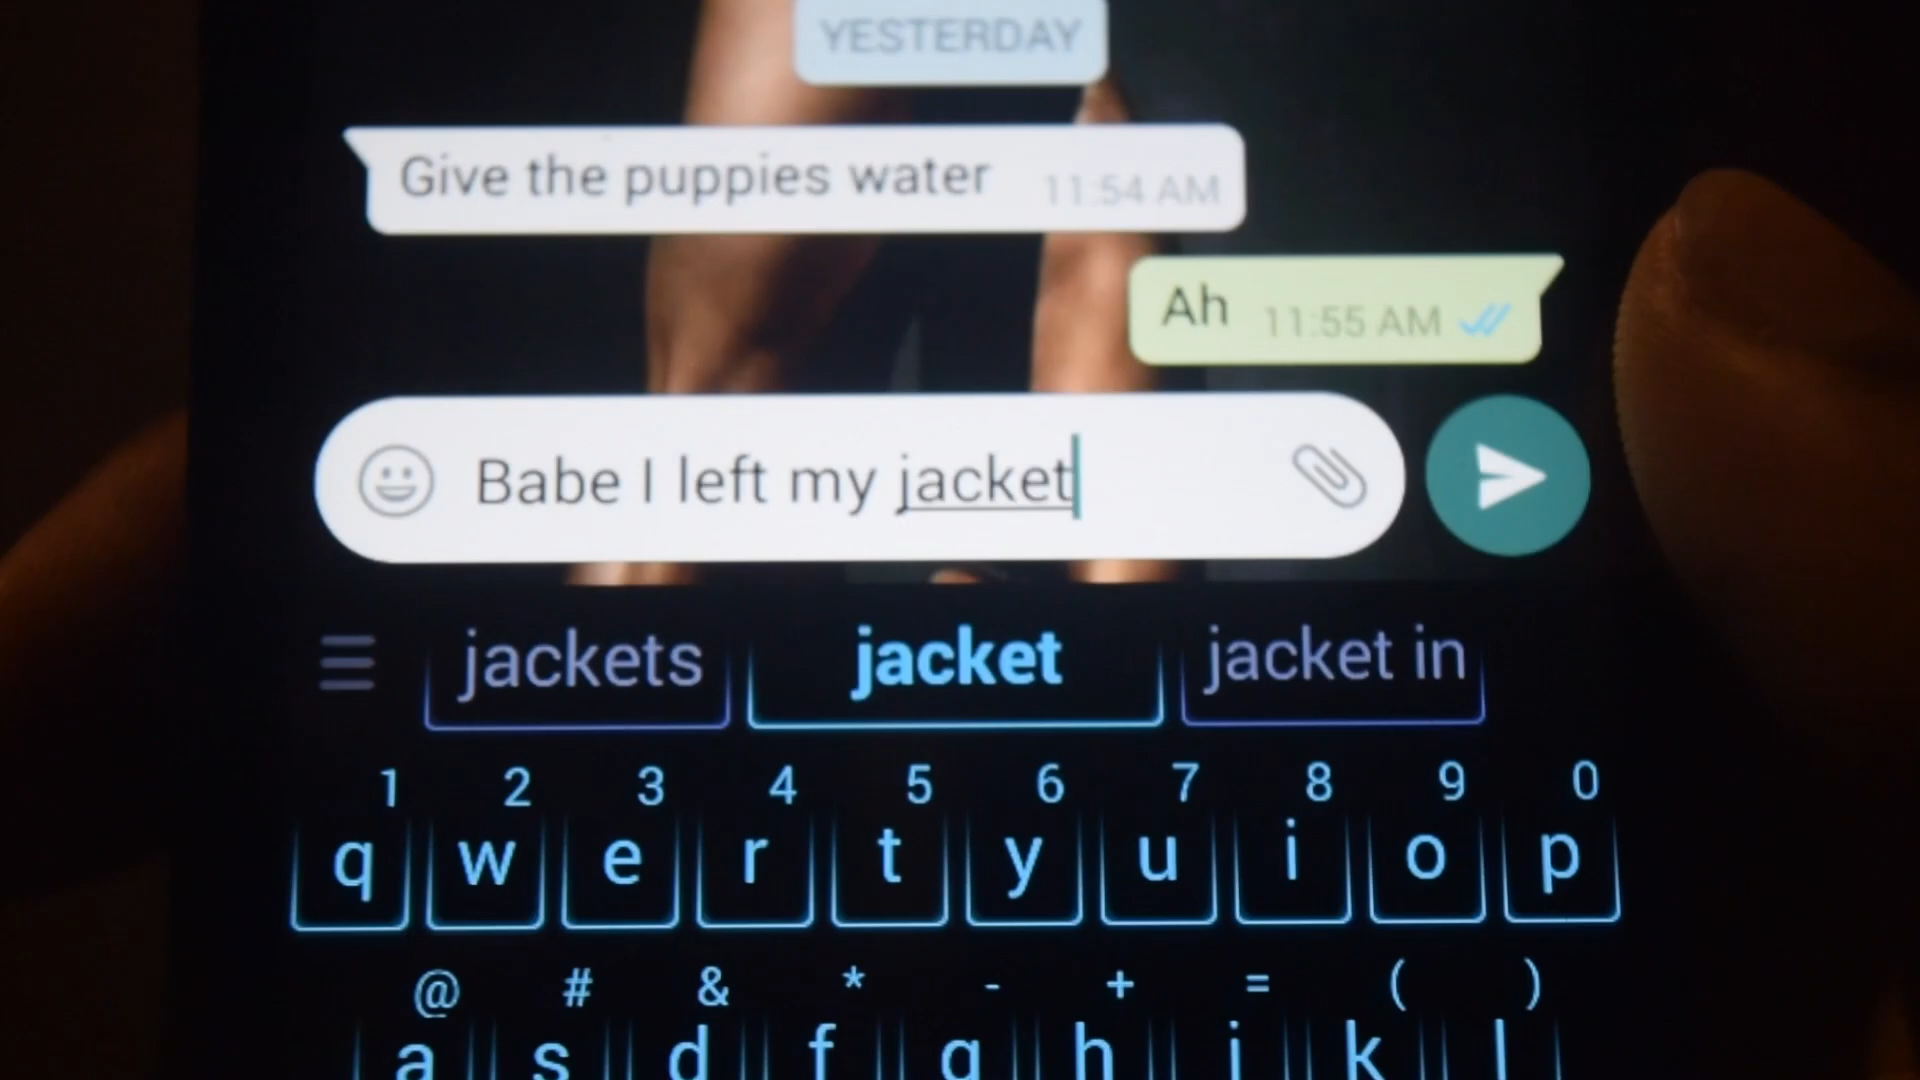 YESTERDAY
Give the puppies water 11:54 AM
Ah 11:55 AM
Babe I left my jacket
jackets jacket jacket in
1 2 3 4 5 6 7 8 9 0
q w e r t y u i o p
@ # & * - + = ( )
a s d f g h j k l